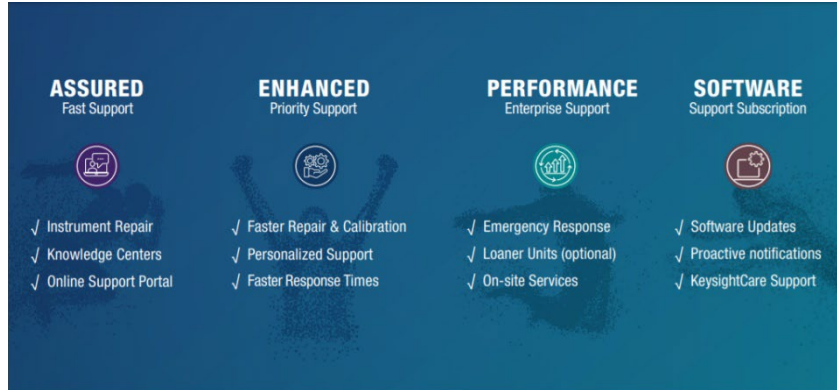 ASSURED
Fast Support
√ Instrument Repair
√ Knowledge Centers
√ Online Support Portal
ENHANCED
Priority Support
√ Faster Repair & Calibration
√ Personalized Support
√ Faster Response Times
PERFORMANCE
Enterprise Support
√ Emergency Response
√ Loaner Units (optional)
√ On-site Services
SOFTWARE
Support Subscription
√ Software Updates
√ Proactive notifications
√ KeysightCare Support